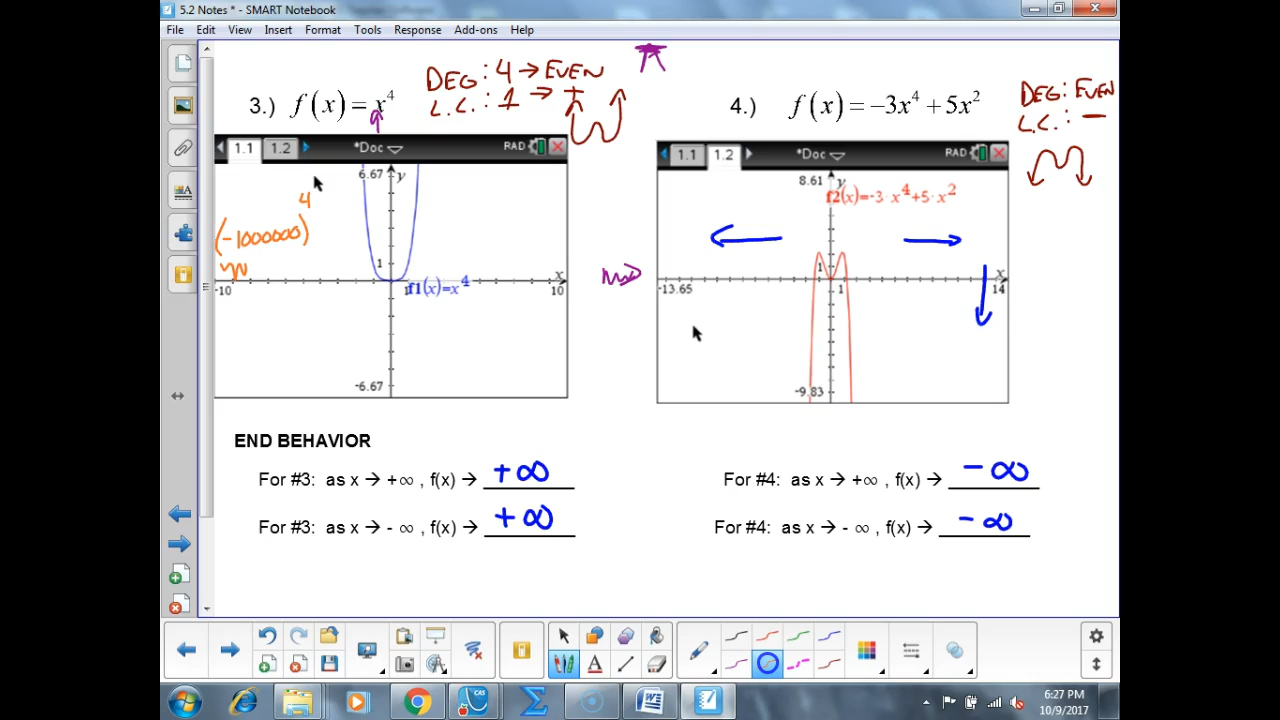 5.2 Notes * - SMART Notebook
File Edit View Insert Format Tools Response Add-ons Help
3.) f(x) = x⁴
DEG: 4 → EVEN
L.C.: 1 → +
4.) f(x) = −3x⁴ + 5x²
DEG: EVEN
L.C.: −
1.1 1.2 *Doc RAD
6.67 y
(-1000000)⁴
1
x
-10 1 f1(x)=x⁴ 10
-6.67
1.1 1.2 *Doc RAD
8.61 y
f2(x)=-3·x⁴+5·x²
1 x
-13.65 1 14
-9.83
END BEHAVIOR
For #3: as x → +∞ , f(x) → +∞
For #3: as x → - ∞ , f(x) → +∞
For #4: as x → +∞ , f(x) → -∞
For #4: as x → - ∞ , f(x) → -∞
CAS
6:27 PM
10/9/2017